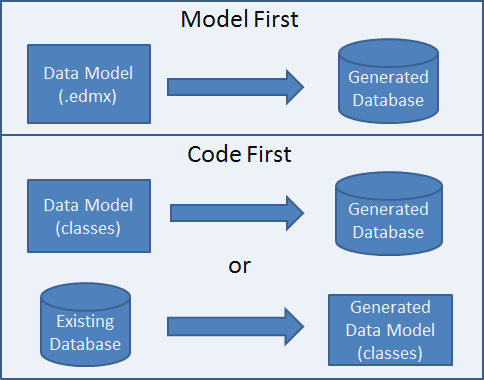 Model First
Data Model
(.edmx)
Generated
Database
Code First
Data Model
(classes)
Generated
Database
or
Existing
Database
Generated
Data Model
(classes)